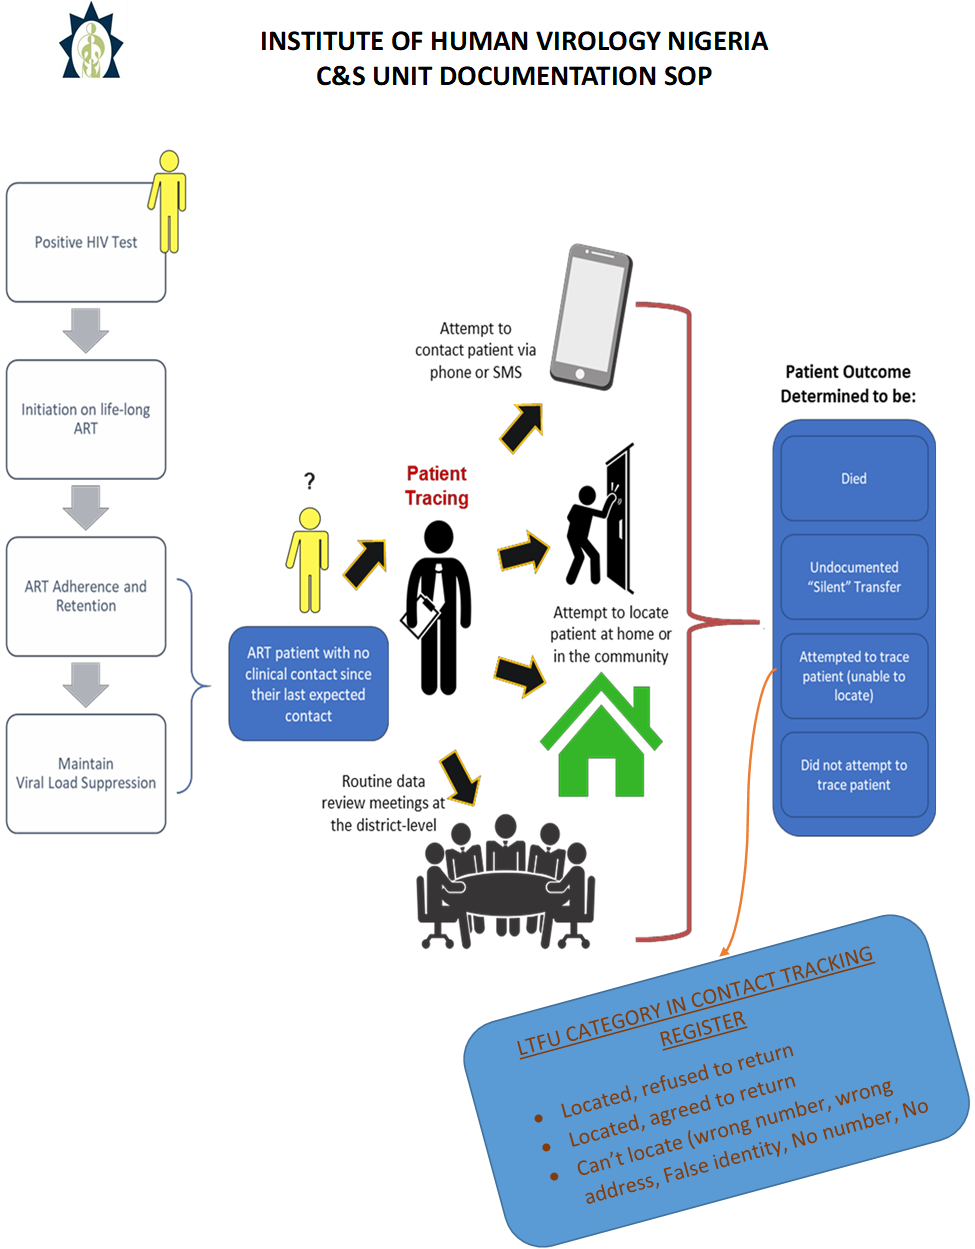 INSTITUTE OF HUMAN VIROLOGY NIGERIA
C&S UNIT DOCUMENTATION SOP
Positive HIV Test
Initiation on life-long
ART
ART Adherence and
Retention
Maintain
Viral Load Suppression
?
ART patient with no
clinical contact since
their last expected
contact
Patient
Tracing
Attempt to
contact patient via
phone or SMS
Attempt to locate
patient at home or
in the community
Routine data
review meetings at
the district-level
Patient Outcome
Determined to be:
Died
Undocumented
“Silent” Transfer
Attempted to trace
patient (unable to
locate)
Did not attempt to
trace patient
LTFU CATEGORY IN CONTACT TRACKING
REGISTER
• Located, refused to return
• Located, agreed to return
• Can’t locate (wrong number, wrong
address, False identity, No number, No